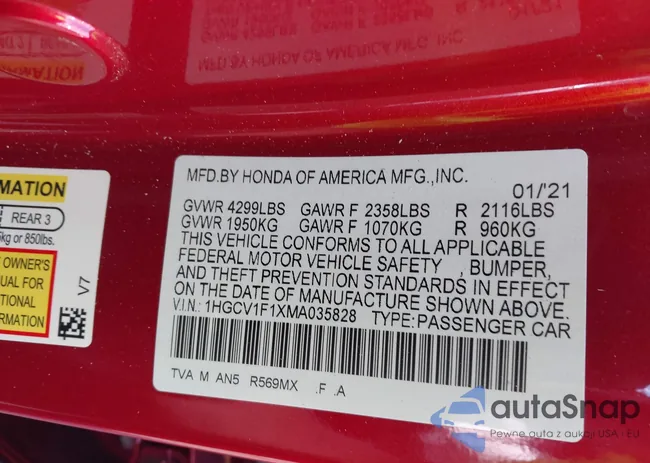 MFD.BY HONDA OF AMERICA MFG.,INC.
01/'21
GVWR 4299LBS GAWR F 2358LBS R 2116LBS
GVWR 1950KG GAWR F 1070KG R 960KG
THIS VEHICLE CONFORMS TO ALL APPLICABLE
FEDERAL MOTOR VEHICLE SAFETY , BUMPER,
AND THEFT PREVENTION STANDARDS IN EFFECT
ON THE DATE OF MANUFACTURE SHOWN ABOVE.
V.I.N.: 1HGCV1F1XMA035828 TYPE:PASSENGER CAR
TVA M AN5 R569MX .F .A
MATION
REAR 3
kg or 850lbs.
OWNER'S
UAL FOR
TIONAL
ORMATION
V7
autaSnap
Pewne auta z aukcji USA - EU